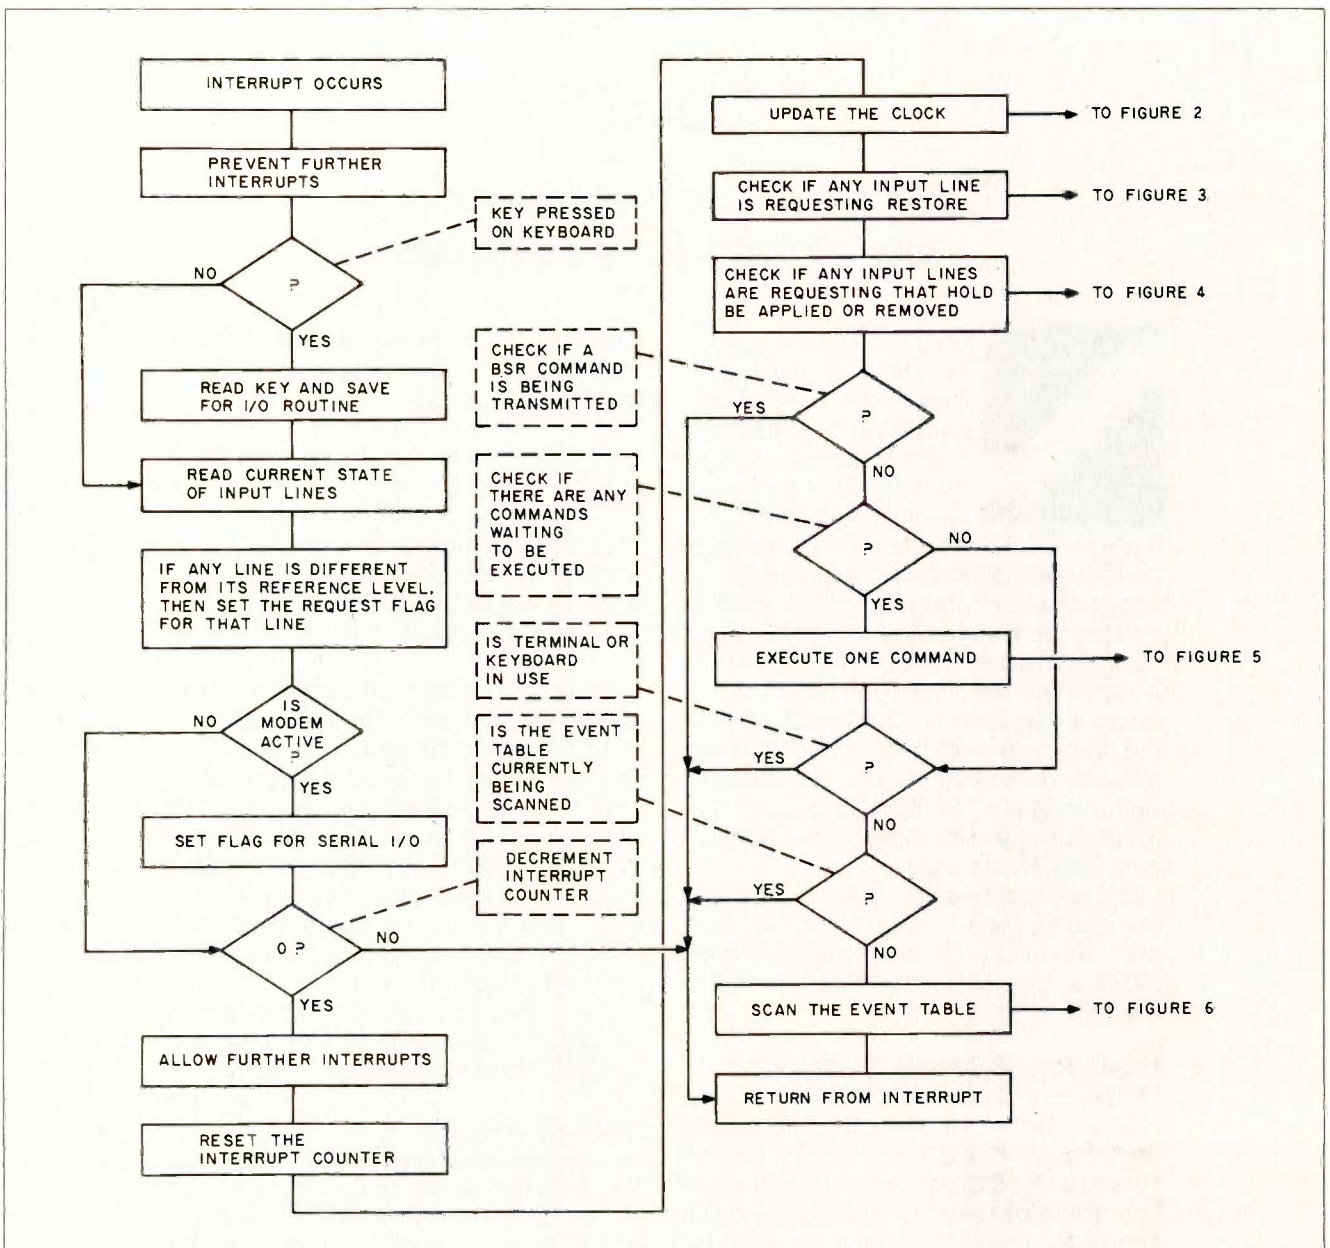 INTERRUPT OCCURS
PREVENT FURTHER
INTERRUPTS
KEY PRESSED
ON KEYBOARD
NO
?
YES
READ KEY AND SAVE
FOR I/O ROUTINE
READ CURRENT STATE
OF INPUT LINES
IF ANY LINE IS DIFFERENT
FROM ITS REFERENCE LEVEL,
THEN SET THE REQUEST FLAG
FOR THAT LINE
NO
IS
MODEM
ACTIVE
?
YES
SET FLAG FOR SERIAL I/O
DECREMENT
INTERRUPT
COUNTER
0 ?
NO
YES
ALLOW FURTHER INTERRUPTS
RESET THE
INTERRUPT COUNTER
UPDATE THE CLOCK
TO FIGURE 2
CHECK IF ANY INPUT LINE
IS REQUESTING RESTORE
TO FIGURE 3
CHECK IF ANY INPUT LINES
ARE REQUESTING THAT HOLD
BE APPLIED OR REMOVED
TO FIGURE 4
CHECK IF A
BSR COMMAND
IS BEING
TRANSMITTED
YES
?
NO
CHECK IF
THERE ARE ANY
COMMANDS
WAITING
TO BE
EXECUTED
?
NO
YES
EXECUTE ONE COMMAND
TO FIGURE 5
IS TERMINAL OR
KEYBOARD
IN USE
YES
?
NO
IS THE EVENT
TABLE
CURRENTLY
BEING
SCANNED
YES
?
NO
SCAN THE EVENT TABLE
TO FIGURE 6
RETURN FROM INTERRUPT